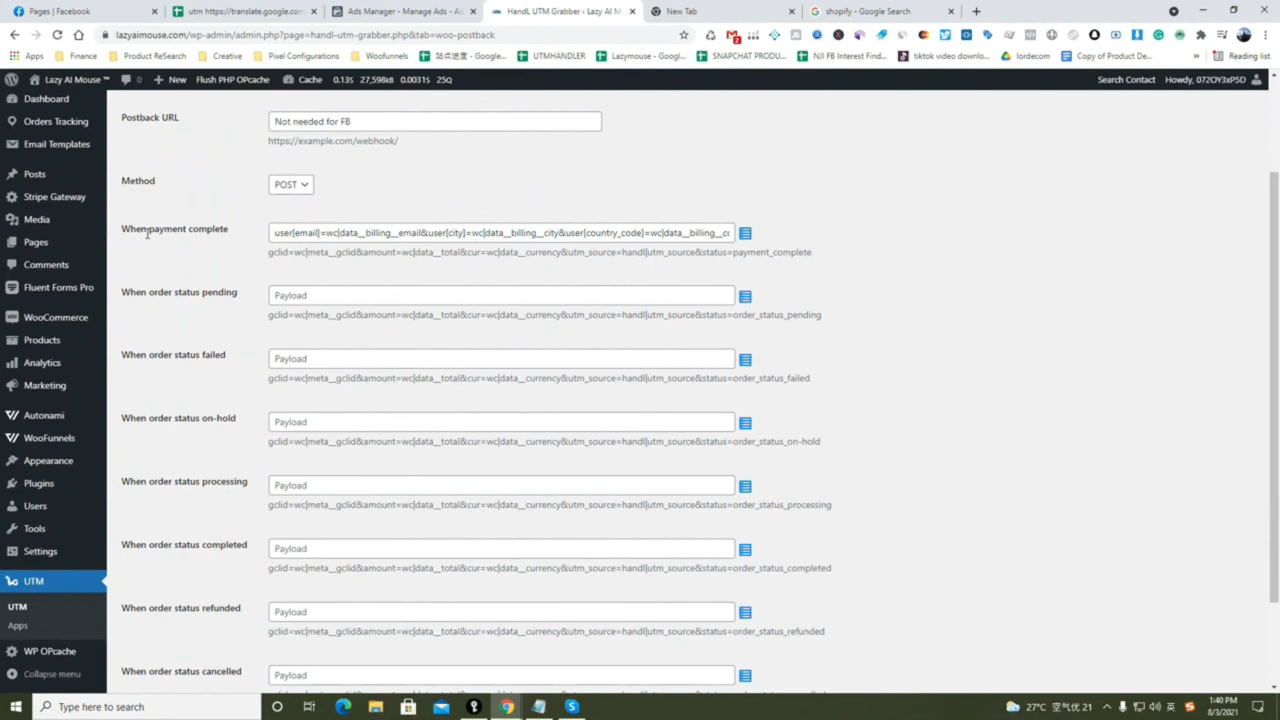 Pages | Facebook
utm https://translate.google.com
Ads Manager - Manage Ads - Ad
HandL UTM Grabber ‹ Lazy AI M
New Tab
shopify - Google Search
lazyaimouse.com/wp-admin/admin.php?page=handl-utm-grabber.php&tab=woo-postback
Apps
Finance
Product ReSearch
Creative
Pixel Configurations
Woofunnels
站点进度 - Google...
UTMHANDLER
Lazymouse - Googl...
SNAPCHAT PRODU...
NJI FB Interest Find...
tiktok video downlo...
lordecom
Copy of Product De...
»
Reading list
Lazy AI Mouse ™
0
New
Flush PHP OPcache
Cache
0.13S
27,598ʙ
0.0031S
25Q
Search Contact
Howdy, 072OY3xP5D
Dashboard
Orders Tracking
Email Templates
Posts
Stripe Gateway
Media
Pages
Comments
Fluent Forms Pro
WooCommerce
Products
Analytics
Marketing
Autonami
WooFunnels
Appearance
Plugins
Users
Tools
Settings
UTM
UTM
Apps
WP OPcache
Collapse menu
Postback URL
Not needed for FB
https://example.com/webhook/
Method
POST
When payment complete
user[email]=wc|data__billing__email&user[city]=wc|data__billing__city&user[country_code]=wc|data__billing__cc
gclid=wc|meta__gclid&amount=wc|data__total&cur=wc|data__currency&utm_source=handl|utm_source&status=payment_complete
When order status pending
Payload
gclid=wc|meta__gclid&amount=wc|data__total&cur=wc|data__currency&utm_source=handl|utm_source&status=order_status_pending
When order status failed
Payload
gclid=wc|meta__gclid&amount=wc|data__total&cur=wc|data__currency&utm_source=handl|utm_source&status=order_status_failed
When order status on-hold
Payload
gclid=wc|meta__gclid&amount=wc|data__total&cur=wc|data__currency&utm_source=handl|utm_source&status=order_status_on-hold
When order status processing
Payload
gclid=wc|meta__gclid&amount=wc|data__total&cur=wc|data__currency&utm_source=handl|utm_source&status=order_status_processing
When order status completed
Payload
gclid=wc|meta__gclid&amount=wc|data__total&cur=wc|data__currency&utm_source=handl|utm_source&status=order_status_completed
When order status refunded
Payload
gclid=wc|meta__gclid&amount=wc|data__total&cur=wc|data__currency&utm_source=handl|utm_source&status=order_status_refunded
When order status cancelled
Payload
Type here to search
27°C 空气优 21
英
1:40 PM
8/3/2021